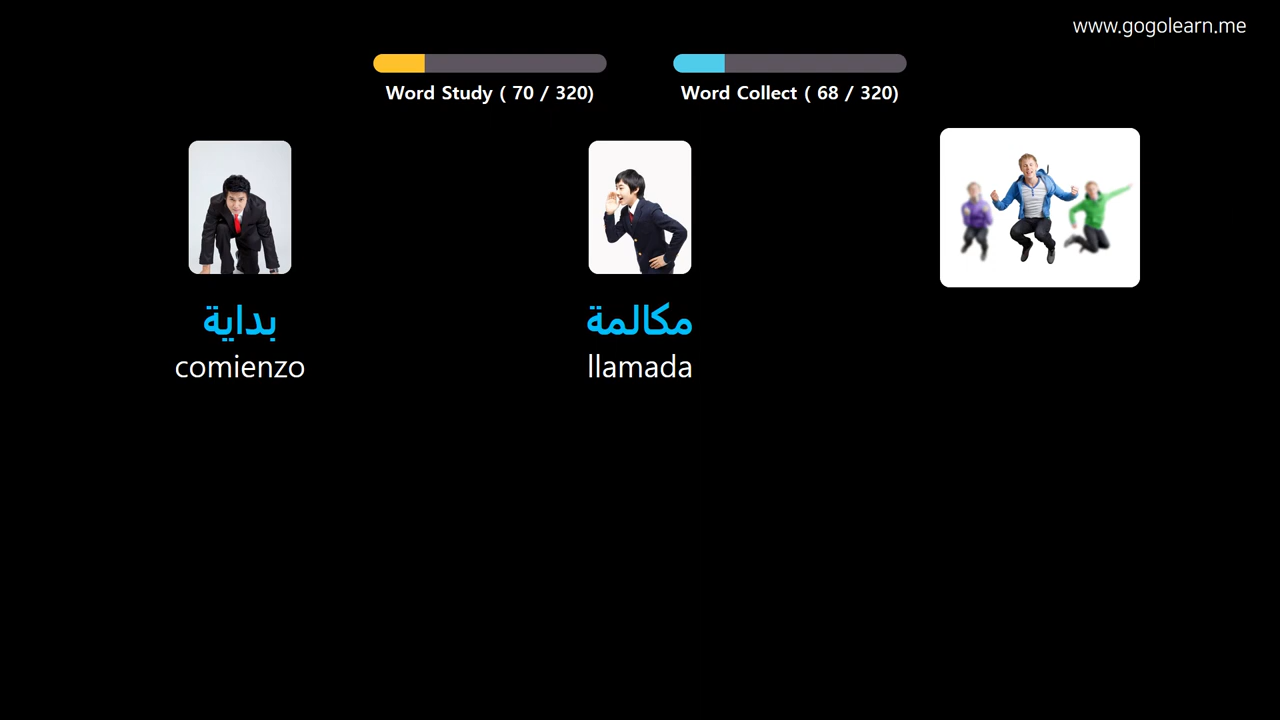 www.gogolearn.me
Word Study ( 70 / 320)
Word Collect ( 68 / 320)
بداية
comienzo
مكالمة
llamada